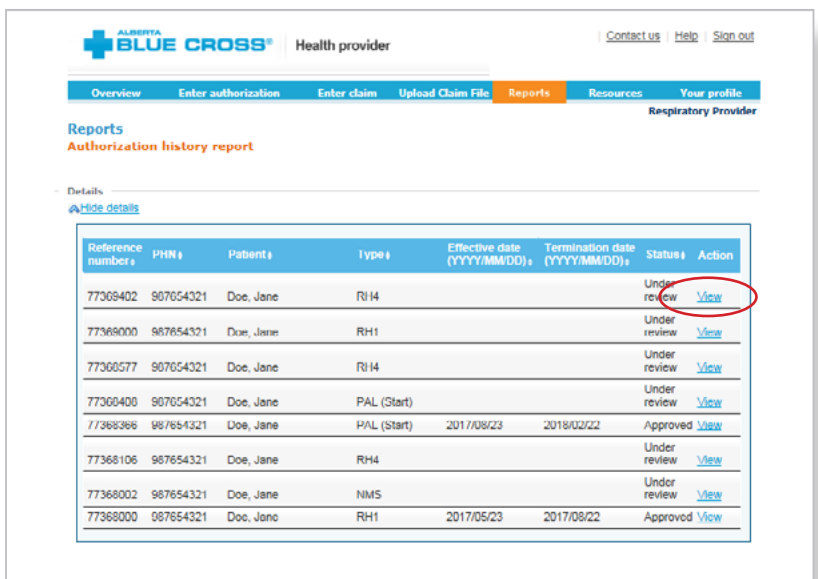 ALBERTA
BLUE CROSS® Health provider
Contact us Help Sign out
Overview Enter authorization Enter claim Upload Claim File Reports Resources Your profile
Respiratory Provider
Reports
Authorization history report
Details
Hide details
Reference number PHN Patient Type Effective date (YYYY/MM/DD) Termination date (YYYY/MM/DD) Status Action
77369402 987654321 Doe, Jane RH4 Under review View
77369000 987654321 Doe, Jane RH1 Under review View
77368577 987654321 Doe, Jane RH4 Under review View
77368408 987654321 Doe, Jane PAL (Start) Under review View
77368366 987654321 Doe, Jane PAL (Start) 2017/08/23 2018/02/22 Approved View
77368106 987654321 Doe, Jane RH4 Under review View
77368002 987654321 Doe, Jane NMS Under review View
77368000 987654321 Doe, Jane RH1 2017/05/23 2017/08/22 Approved View